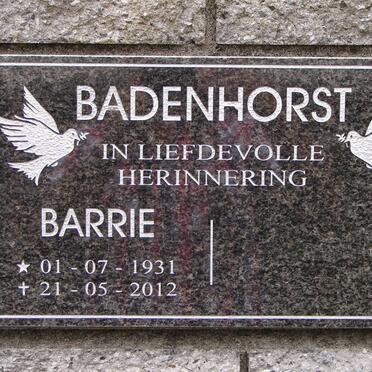 BADENHORST
IN LIEFDEVOLLE
HERINNERING
BARRIE
★ 01 - 07 - 1931
✝ 21 - 05 - 2012